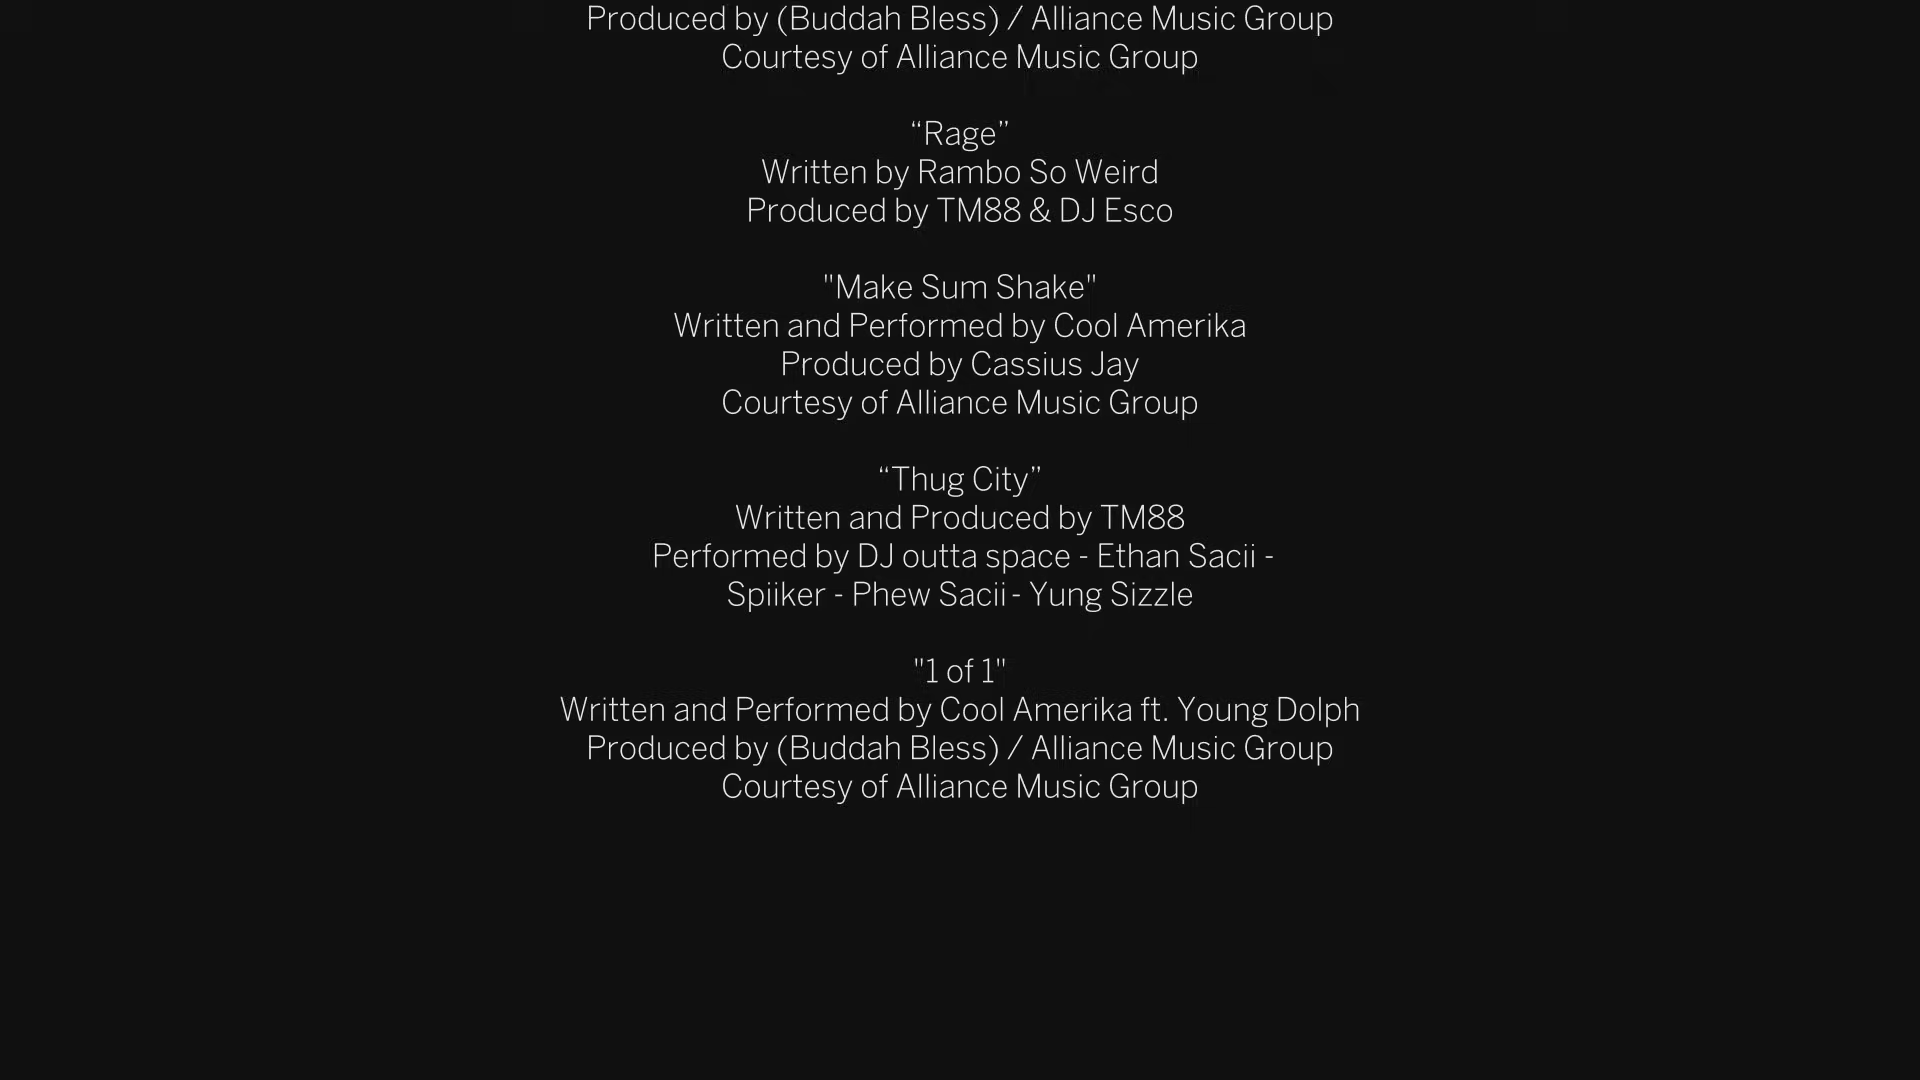 Produced by (Buddah Bless) / Alliance Music Group
Courtesy of Alliance Music Group
“Rage”
Written by Rambo So Weird
Produced by TM88 & DJ Esco
"Make Sum Shake"
Written and Performed by Cool Amerika
Produced by Cassius Jay
Courtesy of Alliance Music Group
“Thug City”
Written and Produced by TM88
Performed by DJ outta space - Ethan Sacii -
Spiiker - Phew Sacii - Yung Sizzle
"1 of 1"
Written and Performed by Cool Amerika ft. Young Dolph
Produced by (Buddah Bless) / Alliance Music Group
Courtesy of Alliance Music Group